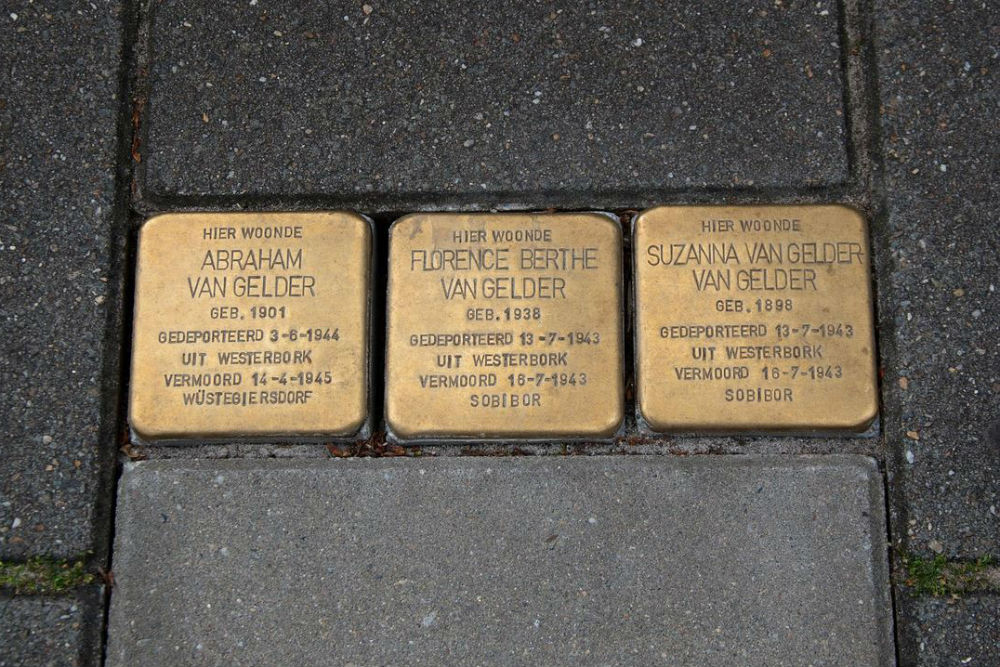 HIER WOONDE
ABRAHAM
VAN GELDER
GEB. 1901
GEDEPORTEERD 3-6-1944
UIT WESTERBORK
VERMOORD 14-4-1945
WÜSTEGIERSDORF
HIER WOONDE
FLORENCE BERTHE
VAN GELDER
GEB. 1938
GEDEPORTEERD 13-7-1943
UIT WESTERBORK
VERMOORD 16-7-1943
SOBIBOR
HIER WOONDE
SUZANNA VAN GELDER-
VAN GELDER
GEB. 1898
GEDEPORTEERD 13-7-1943
UIT WESTERBORK
VERMOORD 16-7-1943
SOBIBOR